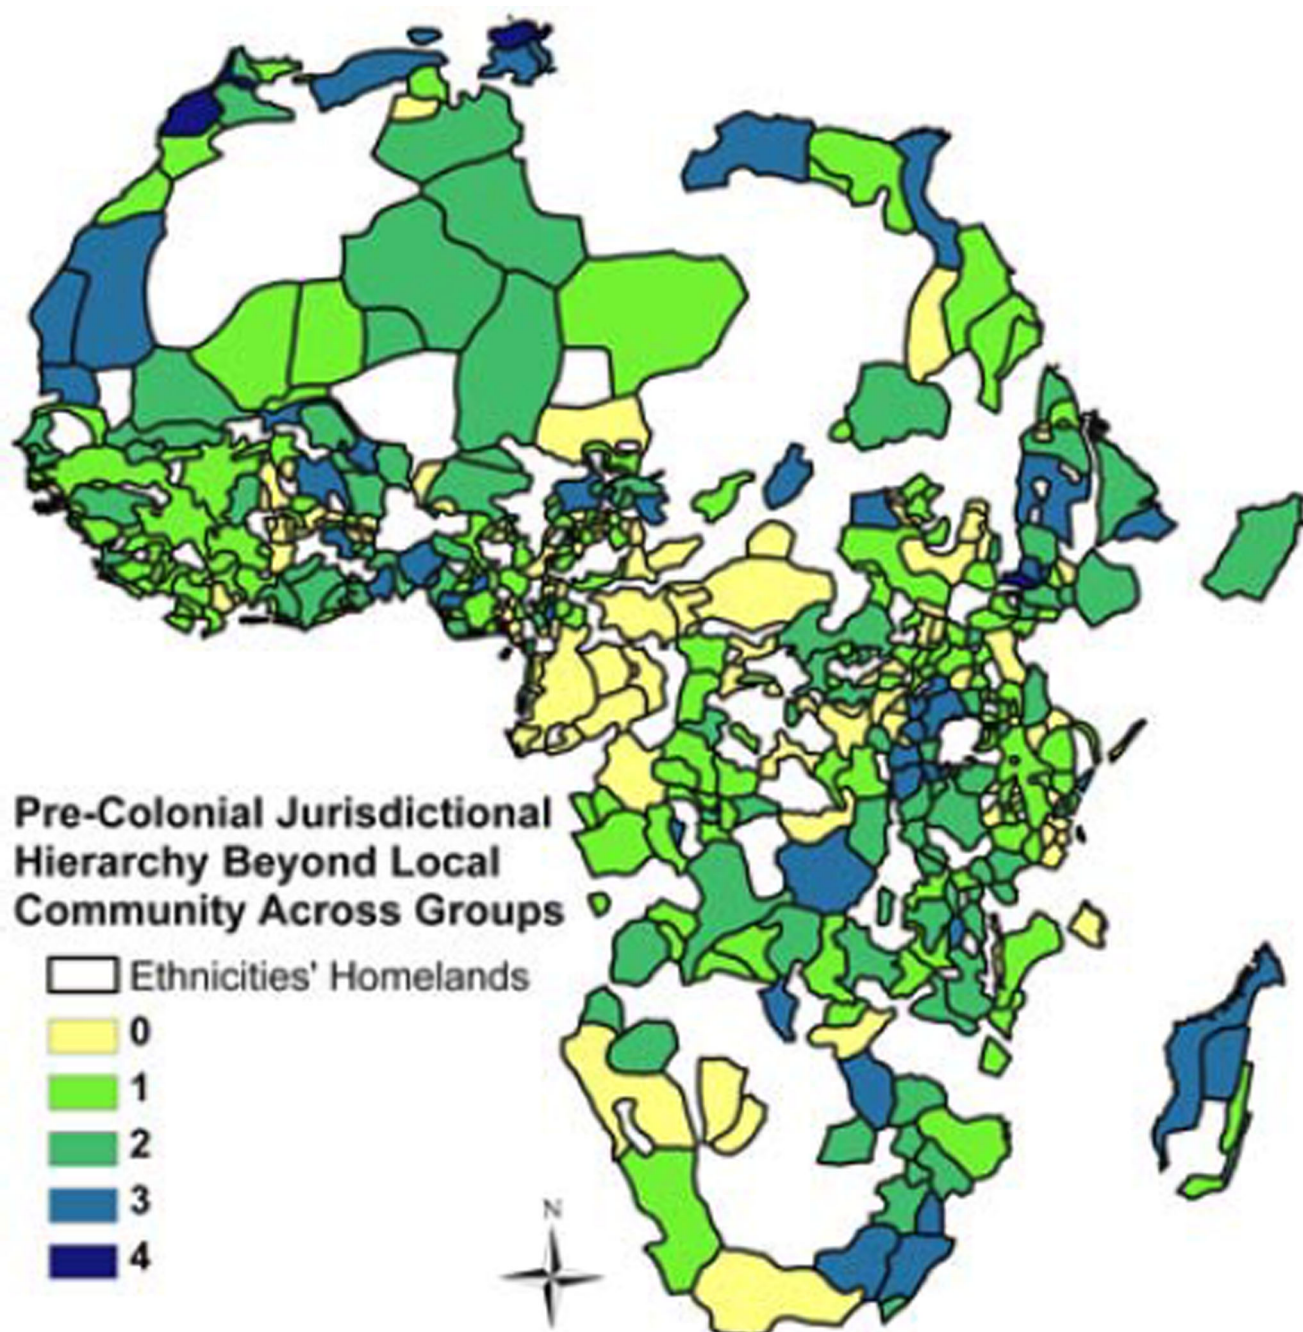 Pre-Colonial Jurisdictional
Hierarchy Beyond Local
Community Across Groups
Ethnicities' Homelands
0
1
2
3
4
N